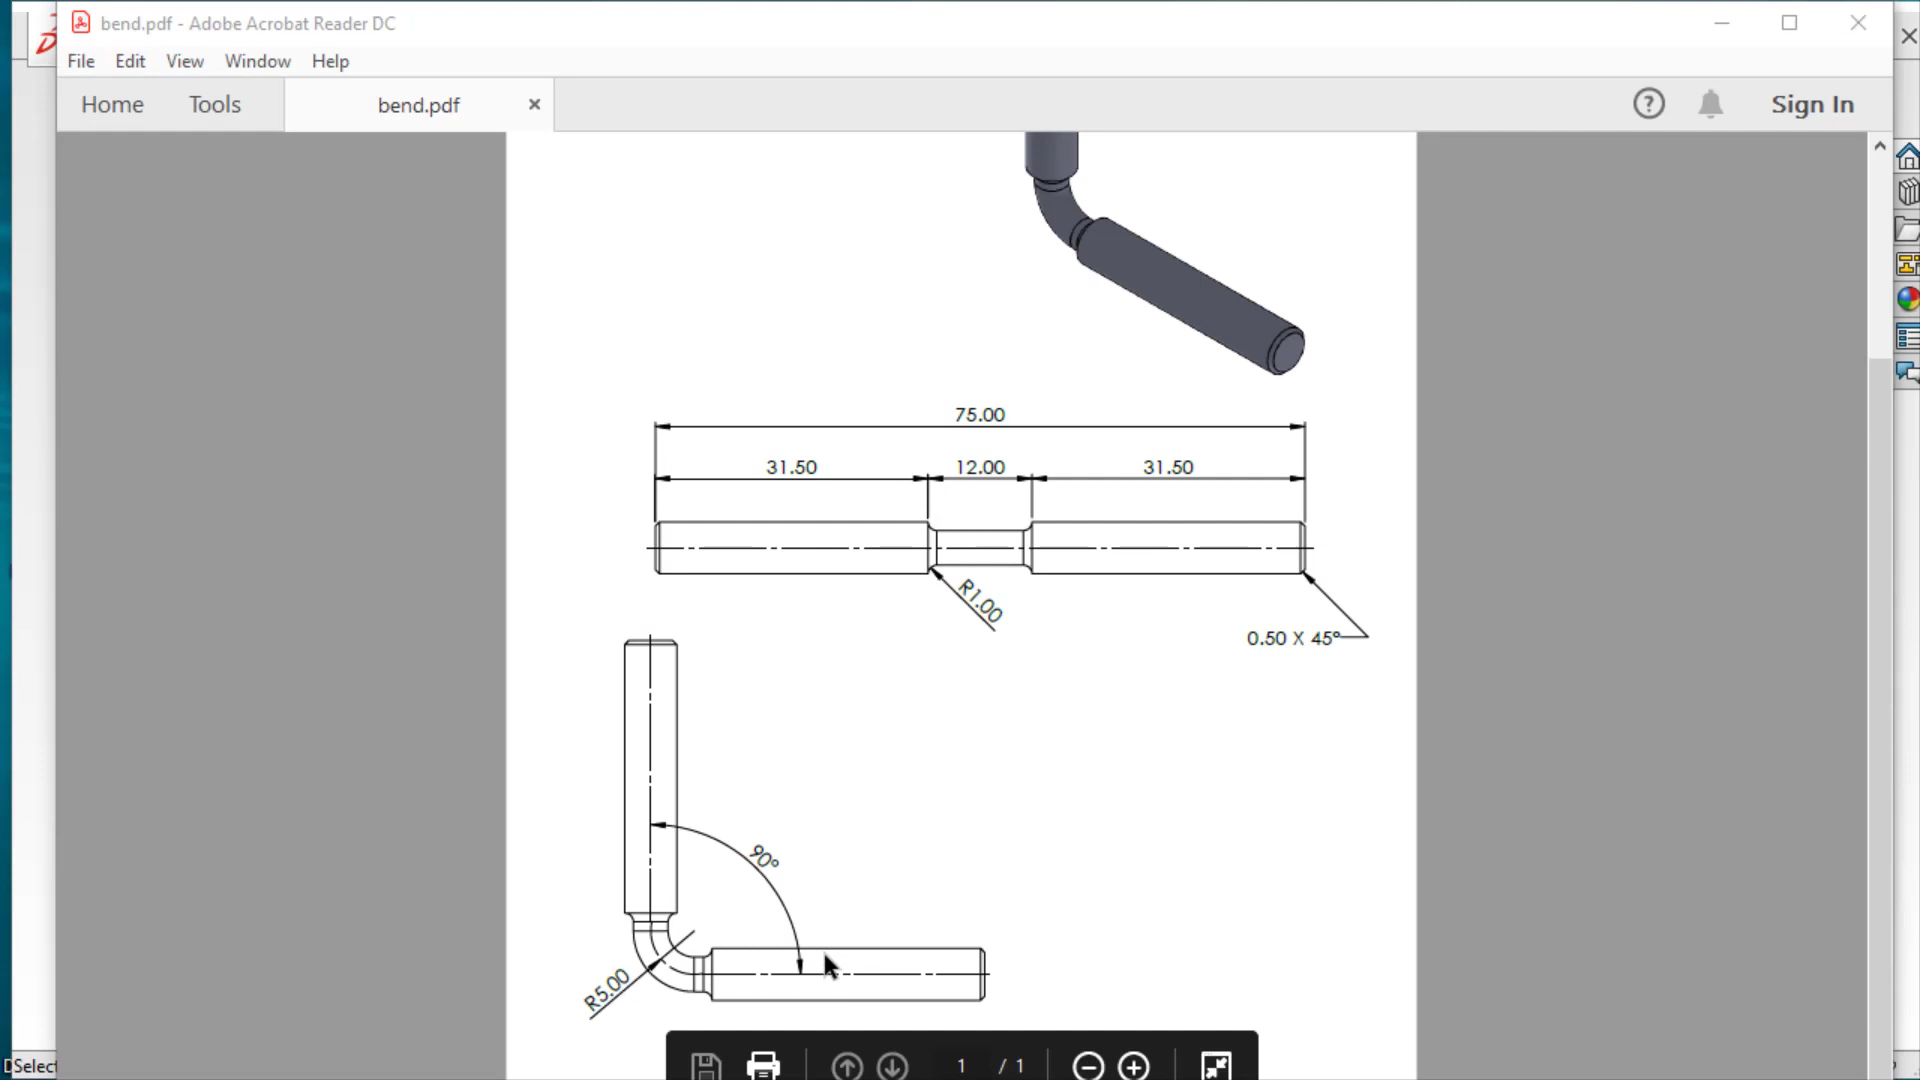 bend.pdf - Adobe Acrobat Reader DC
File Edit View Window Help
Home Tools bend.pdf × ? Sign In
75.00
31.50 12.00 31.50
R1.00
0.50 X 45°
90°
R5.00
1 / 1